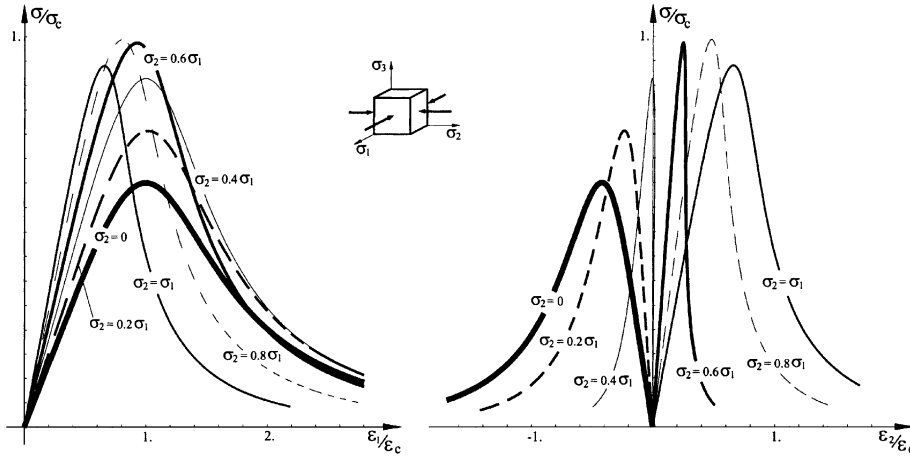 σ/σc
1.
σ2 = 0.6σ1
σ2 = 0.4σ1
σ2 = 0
σ2 = σ1
σ2 = 0.2σ1
σ2 = 0.8σ1
1.
2.
ε1/εc
σ3
σ1
σ2
σ/σc
1.
σ2 = 0
σ2 = σ1
σ2 = 0.2σ1
σ2 = 0.8σ1
σ2 = 0.4σ1
σ2 = 0.6σ1
-1.
1.
ε2/εc